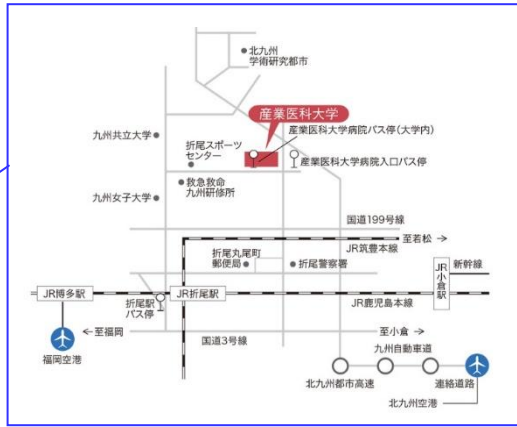 北九州
学術研究都市
産業医科大学
産業医科大学病院バス停(大学内)
九州共立大学
折尾スポーツ
センター
産業医科大学病院入口バス停
救急救命
九州研修所
九州女子大学
国道199号線
至若松
JR筑豊本線
折尾丸尾町
郵便局
折尾警察署
JR小倉駅
新幹線
JR博多駅
JR折尾駅
折尾駅
バス停
JR鹿児島本線
至福岡
至小倉
福岡空港
国道3号線
九州自動車道
北九州都市高速
連絡道路
北九州空港